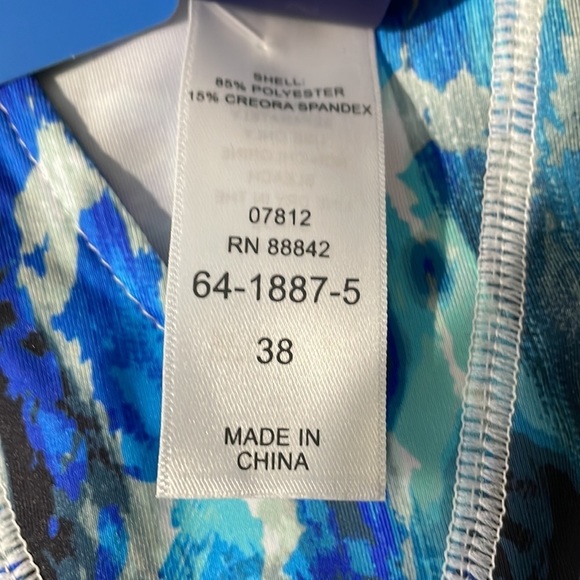 SHELL:
85% POLYESTER
15% CREORA SPANDEX
07812
RN 88842
64-1887-5
38
MADE IN
CHINA